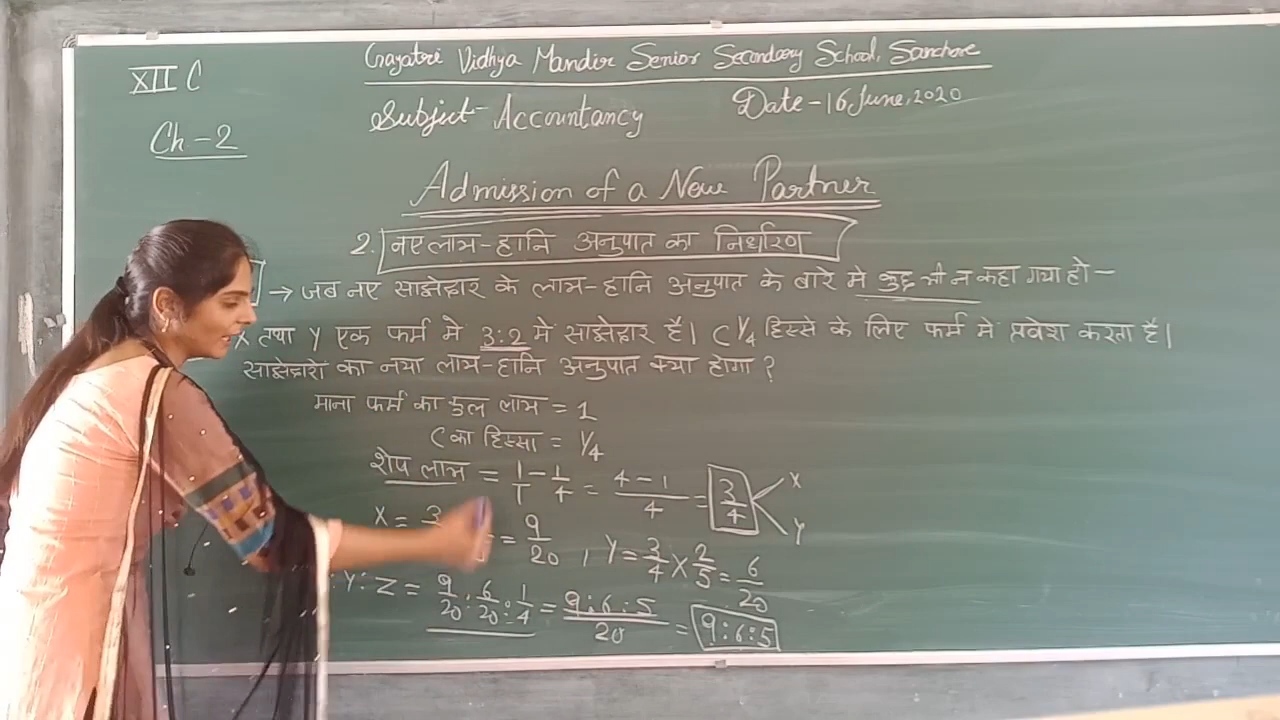 XII C
Ch-2
Gayatri Vidhya Mandir Senior Secondary School, Sanchore
Subject- Accountancy
Date-16 June, 2020
Admission of a New Partner
2. नए लाभ-हानि अनुपात का निर्धारण
→ जब नए साझेदार के लाभ-हानि अनुपात के बारे मे कुछ भी न कहा गया हो -
X तथा Y एक फर्म मे 3:2 मे साझेदार है। C 1/4 हिस्से के लिए फर्म मे प्रवेश करता है।
साझेदारो का नया लाभ-हानि अनुपात क्या होगा ?
माना फर्म का कुल लाभ = 1
C का हिस्सा = 1/4
शेष लाभ = 1/1 - 1/4 = 4-1/4 = 3/4 X Y
X = 3 = 9/20 , Y = 3/4 X 2/5 = 6/20
: Y : Z = 9/20 : 6/20 : 1/4 = 9:6:5/20 = 9:6:5